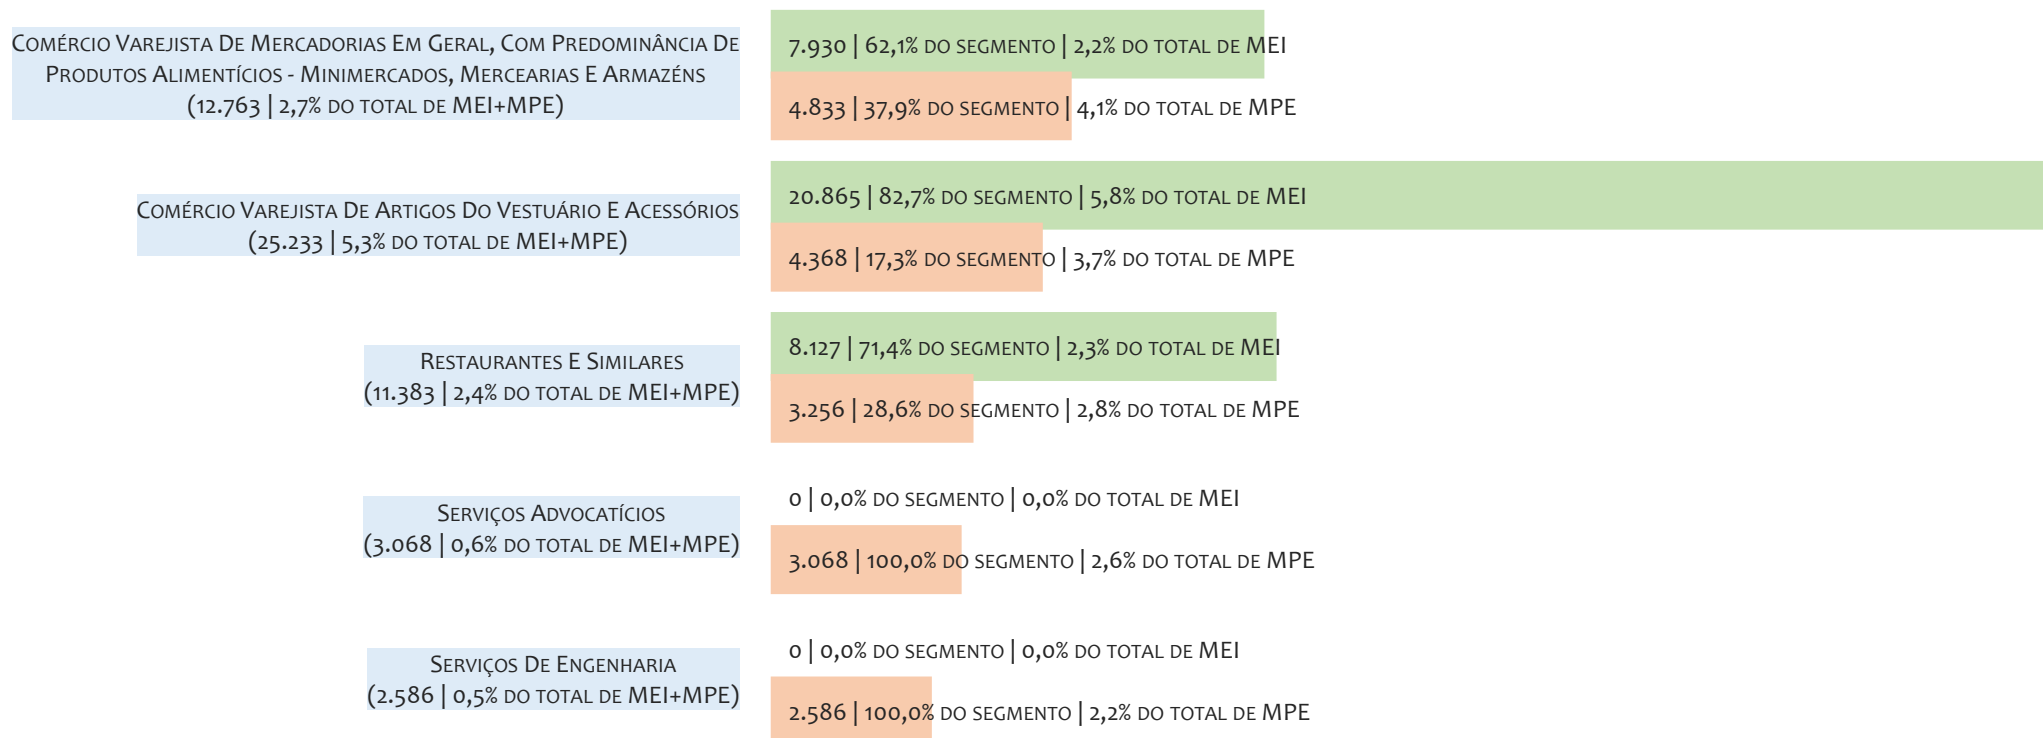 Comércio Varejista De Mercadorias Em Geral, Com Predominância De
Produtos Alimentícios - Minimercados, Mercearias E Armazéns
(12.763 | 2,7% do total de MEI+MPE)
7.930 | 62,1% do segmento | 2,2% do total de MEI
4.833 | 37,9% do segmento | 4,1% do total de MPE
Comércio Varejista De Artigos Do Vestuário E Acessórios
(25.233 | 5,3% do total de MEI+MPE)
20.865 | 82,7% do segmento | 5,8% do total de MEI
4.368 | 17,3% do segmento | 3,7% do total de MPE
Restaurantes E Similares
(11.383 | 2,4% do total de MEI+MPE)
8.127 | 71,4% do segmento | 2,3% do total de MEI
3.256 | 28,6% do segmento | 2,8% do total de MPE
Serviços Advocatícios
(3.068 | 0,6% do total de MEI+MPE)
0 | 0,0% do segmento | 0,0% do total de MEI
3.068 | 100,0% do segmento | 2,6% do total de MPE
Serviços De Engenharia
(2.586 | 0,5% do total de MEI+MPE)
0 | 0,0% do segmento | 0,0% do total de MEI
2.586 | 100,0% do segmento | 2,2% do total de MPE